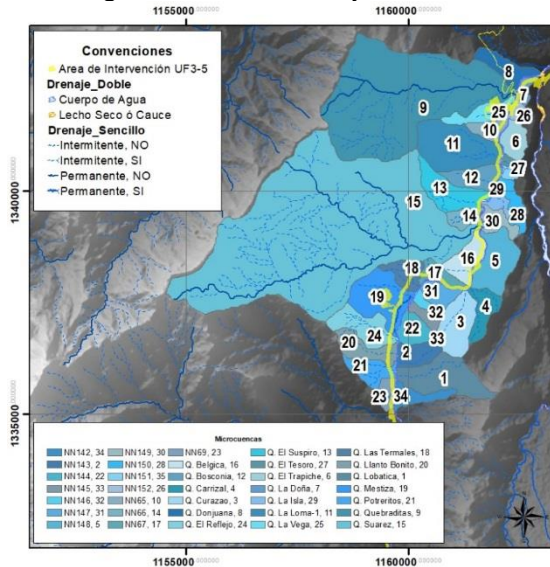 1155000
1160000
Convenciones
Area de Intervención UF3-5
Drenaje_Doble
Cuerpo de Agua
Lecho Seco ó Cauce
Drenaje_Sencillo
Intermitente, NO
Intermitente, SI
Permanente, NO
Permanente, SI
1340000
1340000
1335000
1335000
8
7
9
25
26
10
6
11
27
12
13
29
15
14
30
28
16
5
18
17
31
19
4
32
3
22
24
33
20
2
21
1
23
34
Microcuencas
NN142, 34
NN143, 2
NN144, 22
NN145, 33
NN146, 32
NN147, 31
NN148, 5
NN149, 30
NN150, 28
NN151, 35
NN152, 26
NN65, 10
NN66, 14
NN67, 17
NN69, 23
Q. Belgica, 16
Q. Bosconia, 12
Q. Carrizal, 4
Q. Curazao, 3
Q. Donjuana, 8
Q. El Reflejo, 24
Q. El Suspiro, 13
Q. El Tesoro, 27
Q. El Trapiche, 6
Q. La Doña, 7
Q. La Isla, 29
Q. La Loma-1, 11
Q. La Vega, 25
Q. Las Termales, 18
Q. Llanto Bonito, 20
Q. Lobatica, 1
Q. Mestiza, 19
Q. Potreritos, 21
Q. Quebraditas, 9
Q. Suarez, 15
1155000
1160000